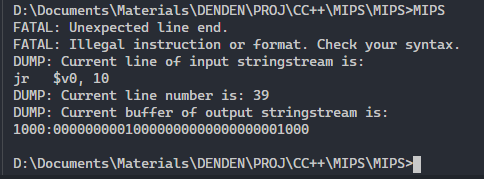 D:\Documents\Materials\DENDEN\PROJ\CC++\MIPS\MIPS>MIPS
FATAL: Unexpected line end.
FATAL: Illegal instruction or format. Check your syntax.
DUMP: Current line of input stringstream is:
jr   $v0, 10
DUMP: Current line number is: 39
DUMP: Current buffer of output stringstream is:
1000:00000000010000000000000000001000
D:\Documents\Materials\DENDEN\PROJ\CC++\MIPS\MIPS>